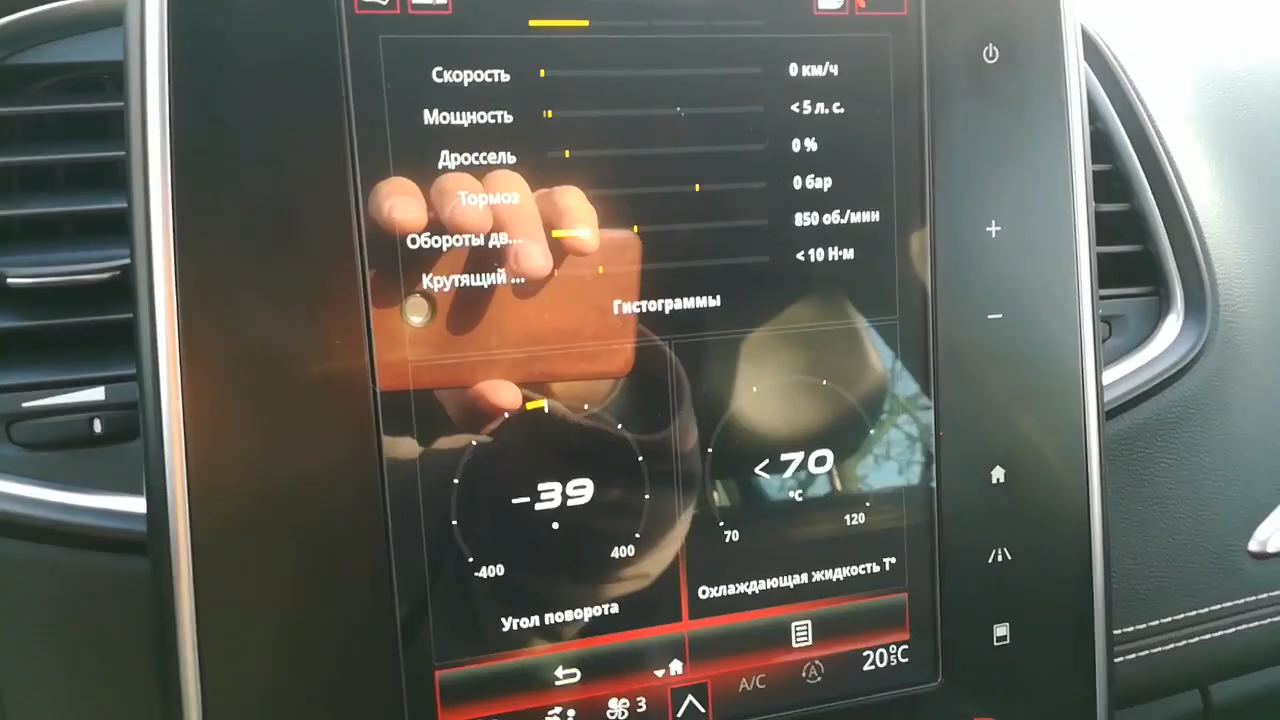 Скорость 0 км/ч
Мощность < 5 л. с.
Дроссель 0 %
Тормоз 0 бар
Обороты дв... 850 об./мин
Крутящий ... < 10 Н·м
Гистограммы
-39
-400 400
Угол поворота
< 70
°C
70 120
Охлаждающая жидкость T°
3
A/C
A
20°C